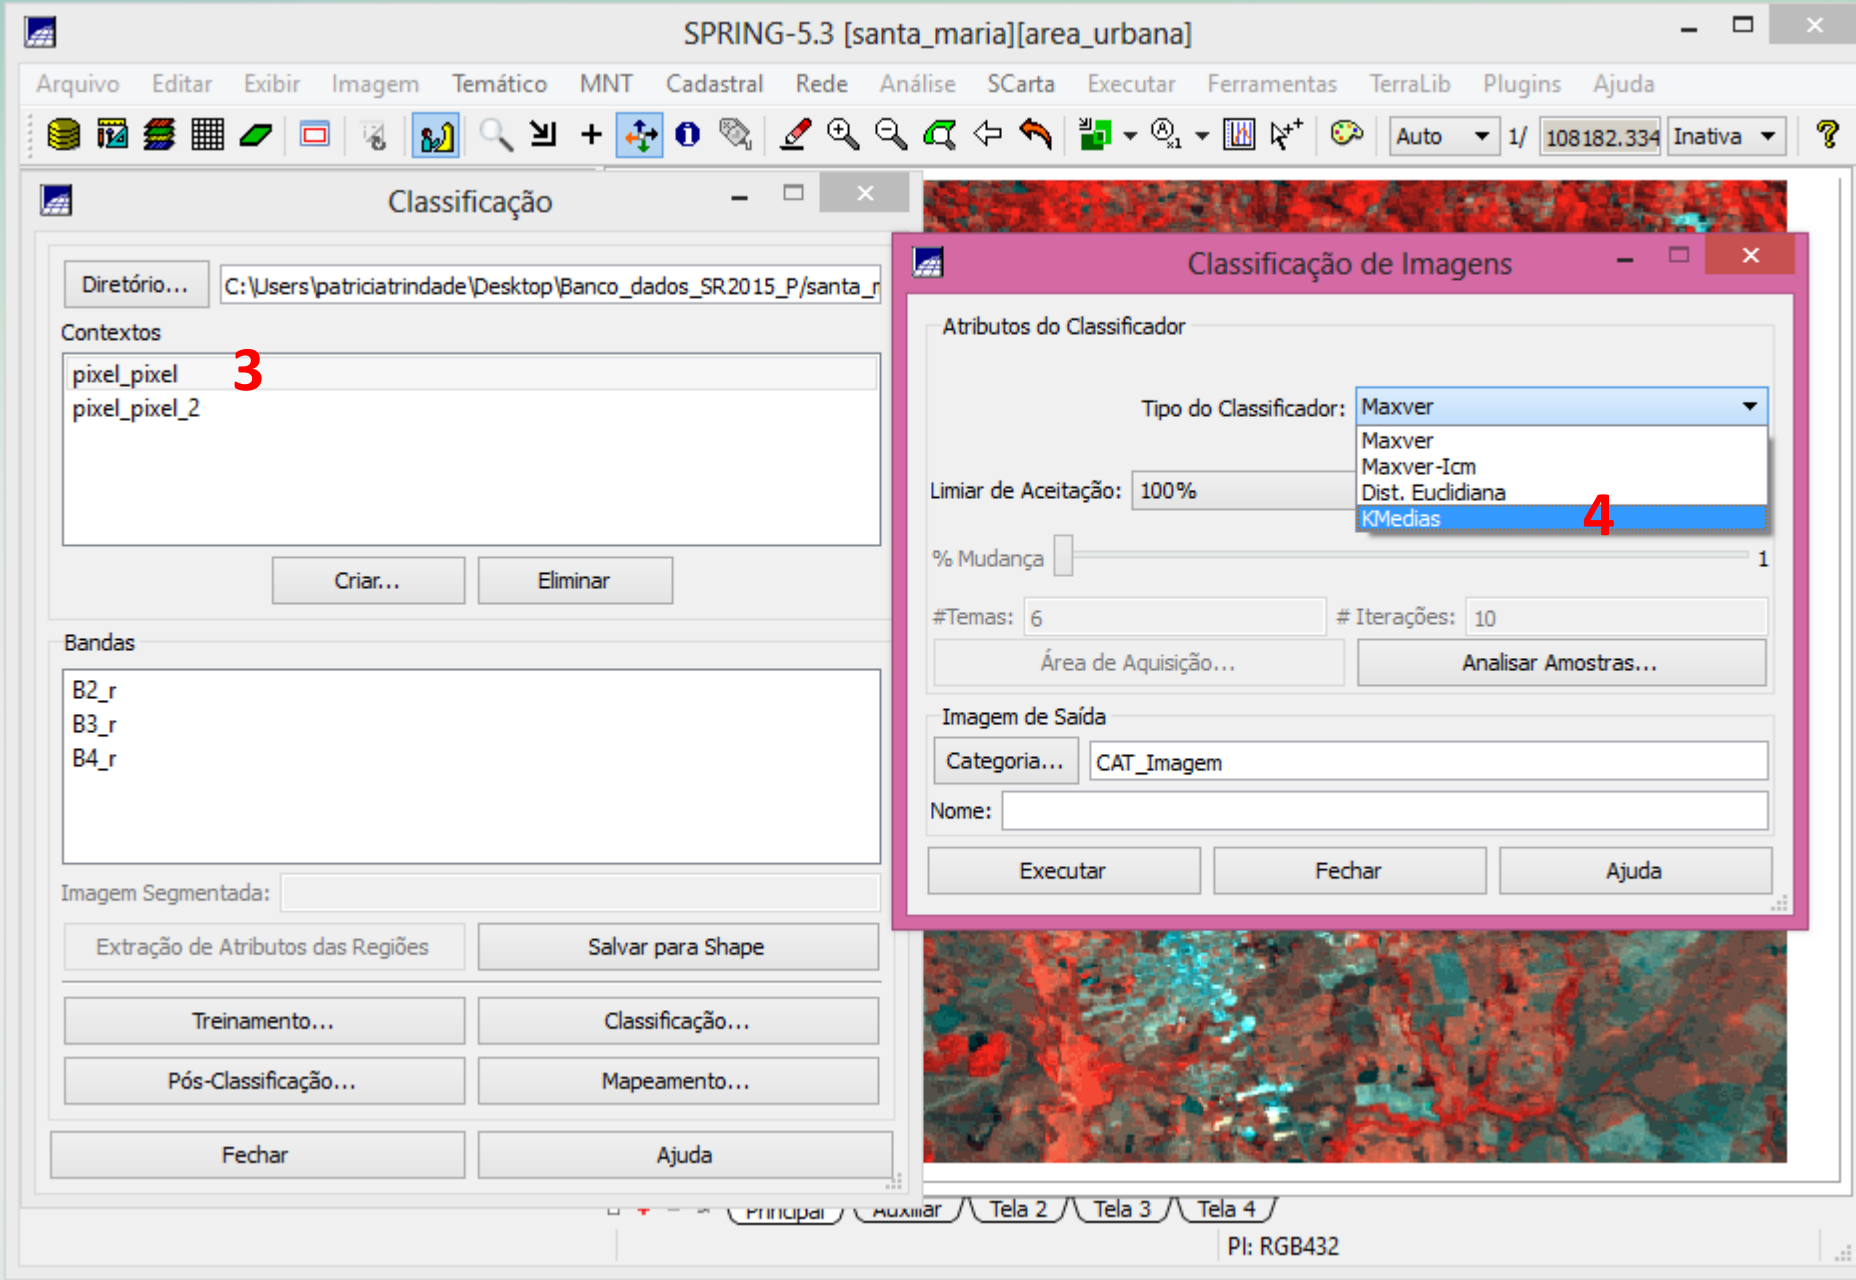 SPRING-5.3 [santa_maria][area_urbana]
Arquivo Editar Exibir Imagem Temático MNT Cadastral Rede Análise SCarta Executar Ferramentas TerraLib Plugins Ajuda
Auto 1/ 108182.334 Inativa
Classificação
Diretório... C:\Users\patriciatrindade\Desktop\Banco_dados_SR2015_P/santa_r
Contextos
pixel_pixel 3
pixel_pixel_2
Criar... Eliminar
Bandas
B2_r
B3_r
B4_r
Imagem Segmentada:
Extração de Atributos das Regiões Salvar para Shape
Treinamento... Classificação...
Pós-Classificação... Mapeamento...
Fechar Ajuda
Classificação de Imagens
Atributos do Classificador
Tipo do Classificador: Maxver
Maxver
Maxver-Icm
Limiar de Aceitação: 100%
Dist. Euclidiana
KMedias 4
% Mudança 1
#Temas: 6 # Iterações: 10
Área de Aquisição... Analisar Amostras...
Imagem de Saída
Categoria... CAT_Imagem
Nome:
Executar Fechar Ajuda
Principal Auxiliar Tela 2 Tela 3 Tela 4
PI: RGB432